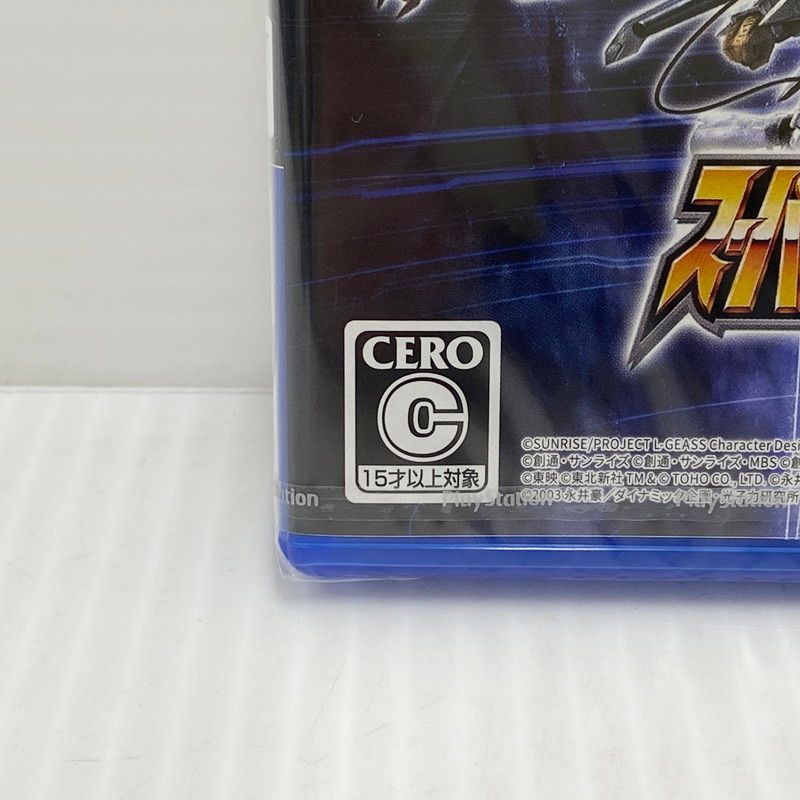 スーパ
CERO
C
15才以上対象
©SUNRISE/PROJECT L-GEASS Character Desi
©創通・サンライズ ©創通・サンライズ・MBS ©創
©東映 ©東北新社 TM & © TOHO CO., LTD. ©永井
©2003 永井豪／ダイナミック企画・光子力研究所
Station PlayStation PlayStation